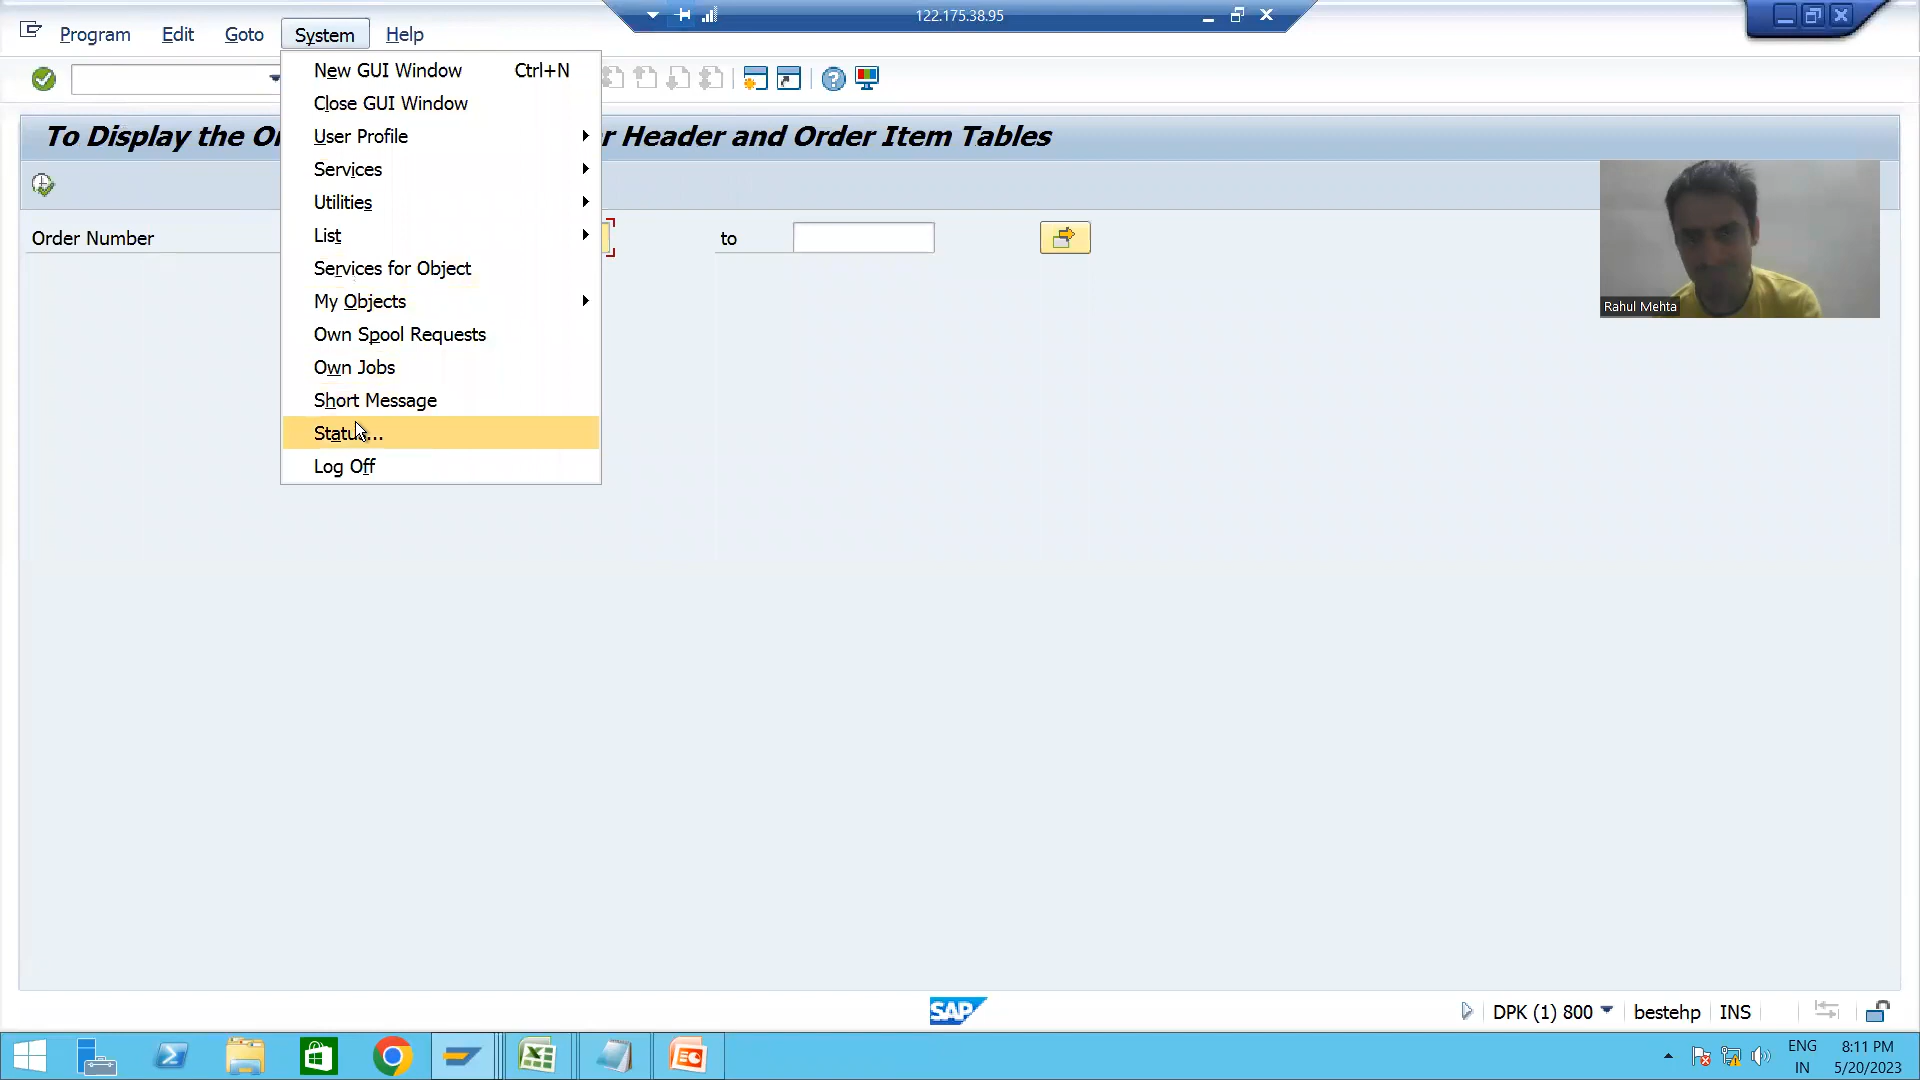 122.175.38.95
Program Edit Goto System Help
New GUI Window Ctrl+N
Close GUI Window
User Profile
Services
Utilities
List
Services for Object
My Objects
Own Spool Requests
Own Jobs
Short Message
Status...
Log Off
To Display the Or r Header and Order Item Tables
Order Number to
Rahul Mehta
SAP
DPK (1) 800 bestehp INS
ENG 8:11 PM
IN 5/20/2023